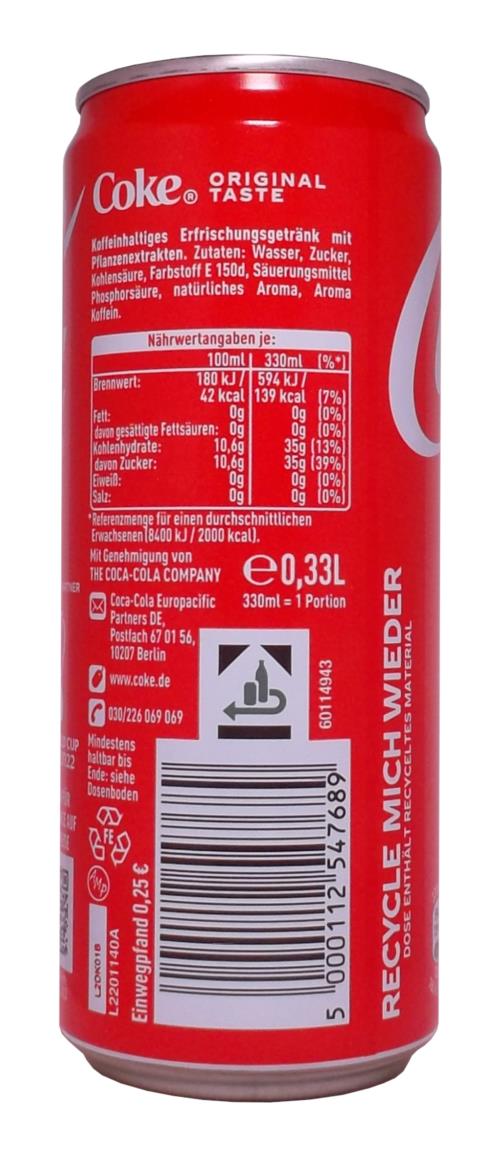 Coke® ORIGINAL TASTE
Koffeinhaltiges Erfrischungsgetränk mit
Pflanzenextrakten. Zutaten: Wasser, Zucker,
Kohlensäure, Farbstoff E 150d, Säuerungsmittel
Phosphorsäure, natürliches Aroma, Aroma
Koffein.
Nährwertangaben je:
100ml 330ml (%*)
Brennwert: 180 kJ / 594 kJ /
42 kcal 139 kcal (7%)
Fett: 0g 0g (0%)
davon gesättigte Fettsäuren: 0g 0g (0%)
Kohlenhydrate: 10,6g 35g (13%)
davon Zucker: 10,6g 35g (39%)
Eiweiß: 0g 0g (0%)
Salz: 0g 0g (0%)
*Referenzmenge für einen durchschnittlichen
Erwachsenen (8400 kJ / 2000 kcal).
Mit Genehmigung von
THE COCA-COLA COMPANY
e 0,33L
330ml = 1 Portion
Coca-Cola Europacific
Partners DE,
Postfach 67 01 56,
10207 Berlin
www.coke.de
030/226 069 069
Mindestens
haltbar bis
Ende: siehe
Dosenboden
FE
AMP
L2DK01B
L2201140A
Einwegpfand 0,25 €
60114943
5 000112 547689
RECYCLE MICH WIEDER
DOSE ENTHÄLT RECYCELTES MATERIAL